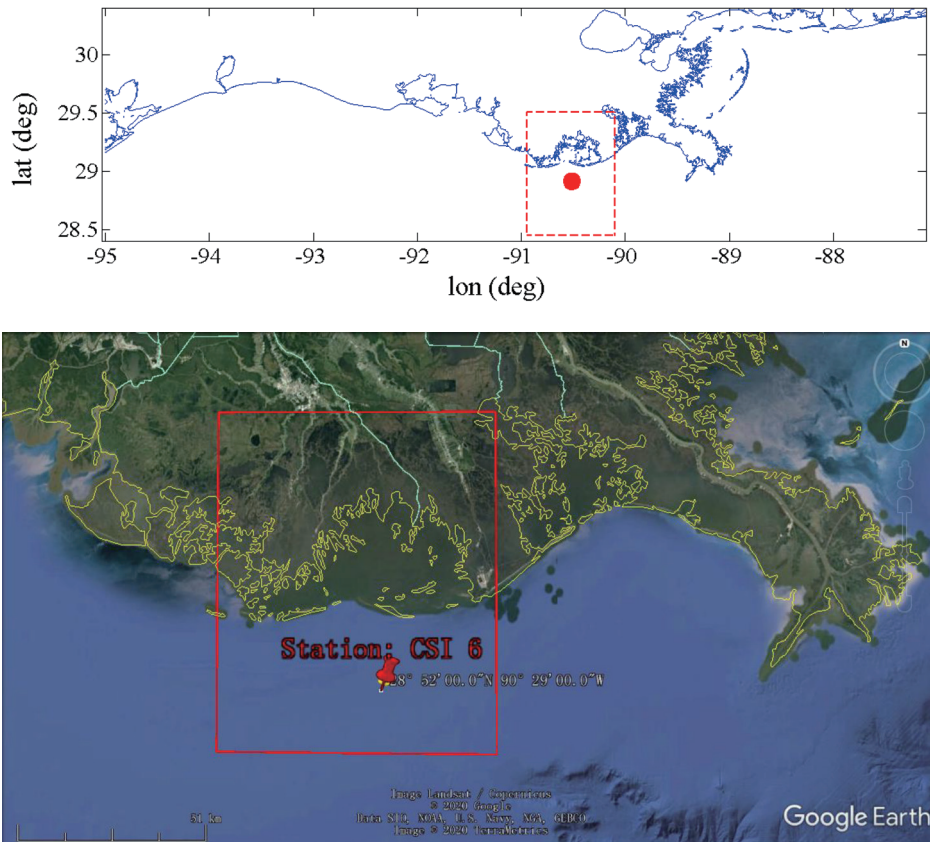 30
29.5
29
28.5
lat (deg)
-95 -94 -93 -92 -91 -90 -89 -88
lon (deg)
N
Station: CSI 6
28° 52' 00.0"N 90° 29' 00.0"W
Image Landsat / Copernicus
© 2020 Google
Data SIO, NOAA, U.S. Navy, NGA, GEBCO
Image © 2020 TerraMetrics
51 km
Google Earth